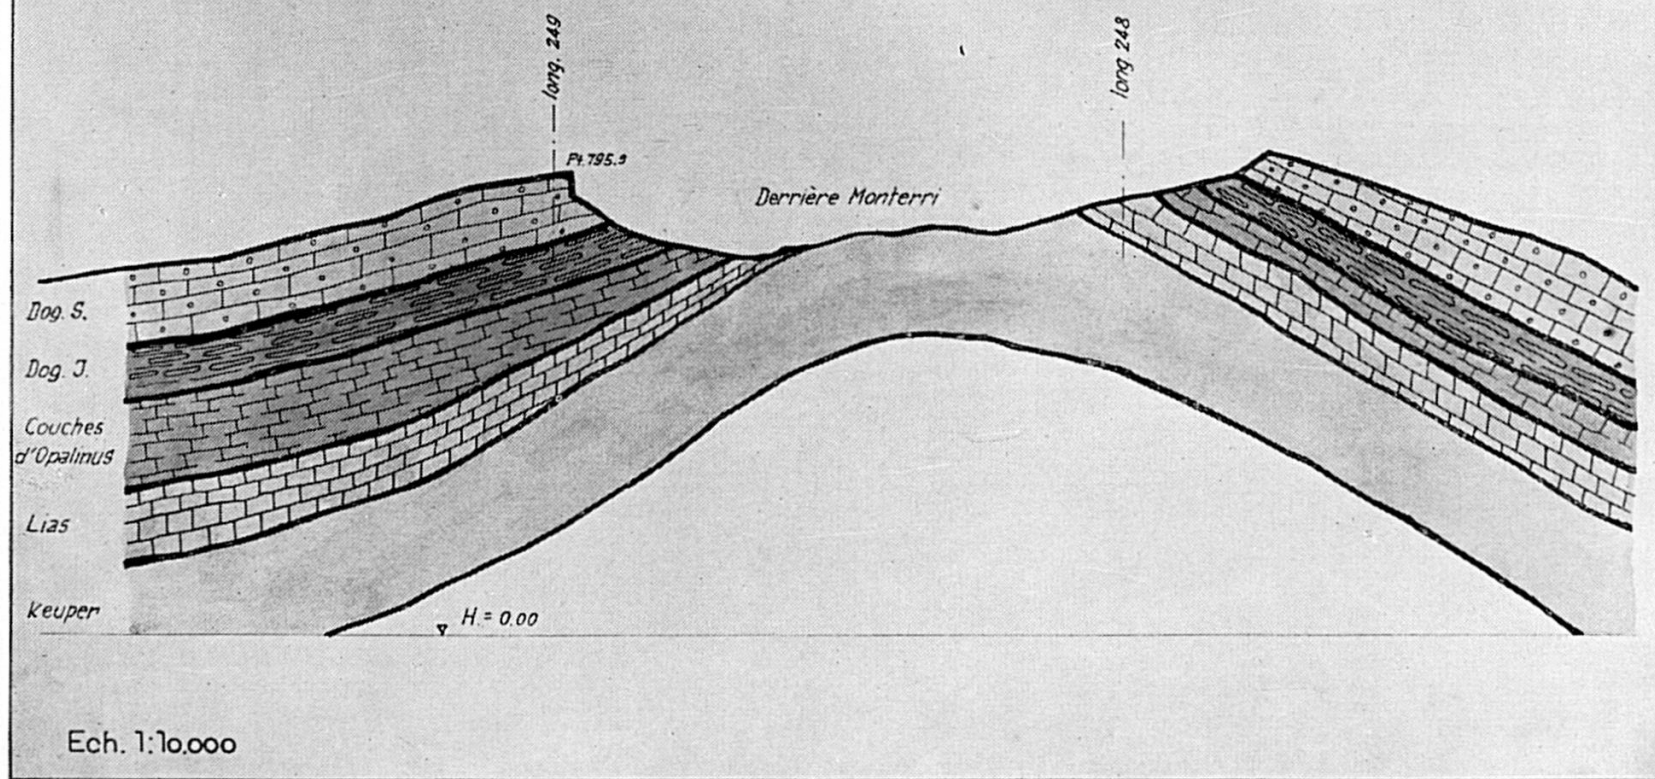 long. 249
long 248
Pt. 795.9
Derrière Monterri
Dog. S.
Dog. J.
Couches
d'Opalinus
Lias
Keuper
H. = 0.00
Ech. 1:10.000